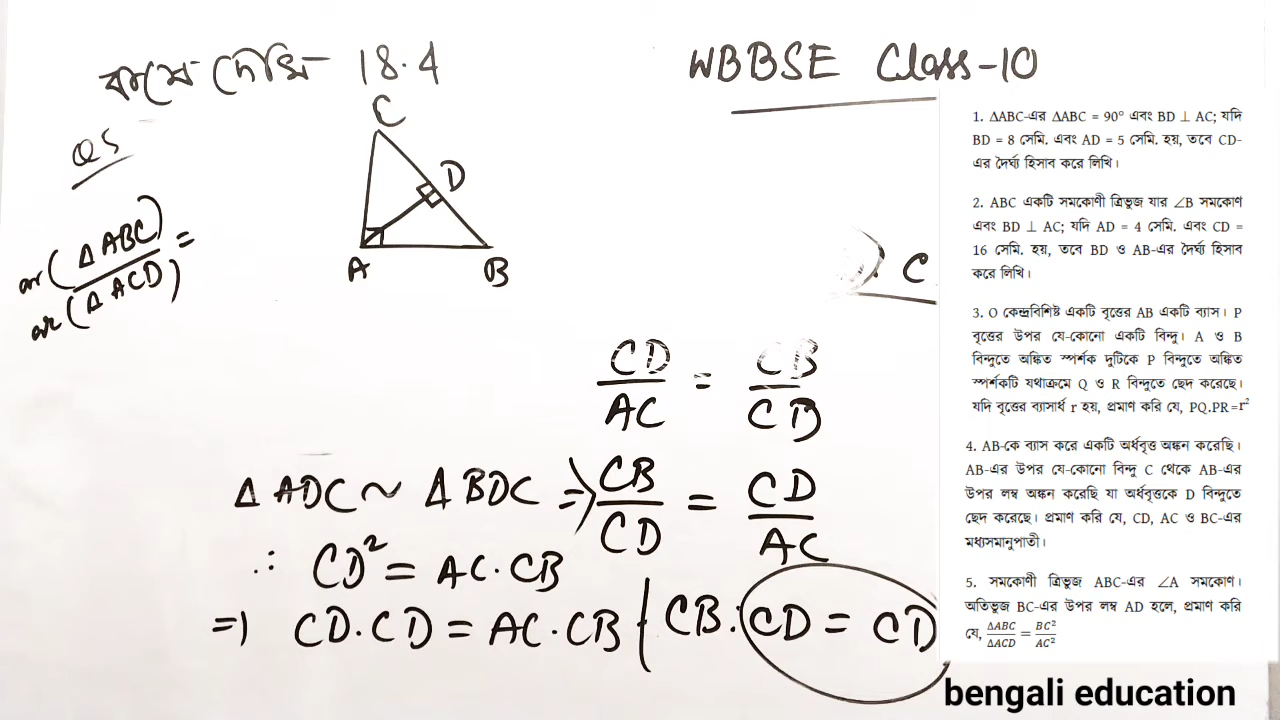 কষে দেখি- 18.4
WBBSE Class-10
Q5
C
D
A
B
ar(ΔABC)
ar(ΔACD)
=
C
CD/AC = CB/CD
ΔADC ~ ΔBDC => CB/CD = CD/AC
∴ CD² = AC·CB
=> CD·CD = AC·CB
CB:CD = CD
1. ΔABC-এর ΔABC = 90° এবং BD ⊥ AC; যদি
BD = 8 সেমি. এবং AD = 5 সেমি. হয়, তবে CD-
এর দৈর্ঘ্য হিসাব করে লিখি।
2. ABC একটি সমকোণী ত্রিভুজ যার ∠B সমকোণ
এবং BD ⊥ AC; যদি AD = 4 সেমি. এবং CD =
16 সেমি. হয়, তবে BD ও AB-এর দৈর্ঘ্য হিসাব
করে লিখি।
3. O কেন্দ্রবিশিষ্ট একটি বৃত্তের AB একটি ব্যাস। P
বৃত্তের উপর যে-কোনো একটি বিন্দু। A ও B
বিন্দুতে অঙ্কিত স্পর্শক দুটিকে P বিন্দুতে অঙ্কিত
স্পর্শকটি যথাক্রমে Q ও R বিন্দুতে ছেদ করেছে।
যদি বৃত্তের ব্যাসার্ধ r হয়, প্রমাণ করি যে, PQ.PR=r²
4. AB-কে ব্যাস করে একটি অর্ধবৃত্ত অঙ্কন করেছি।
AB-এর উপর যে-কোনো বিন্দু C থেকে AB-এর
উপর লম্ব অঙ্কন করেছি যা অর্ধবৃত্তকে D বিন্দুতে
ছেদ করেছে। প্রমাণ করি যে, CD, AC ও BC-এর
মধ্যসমানুপাতী।
5. সমকোণী ত্রিভুজ ABC-এর ∠A সমকোণ।
অতিভুজ BC-এর উপর লম্ব AD হলে, প্রমাণ করি
যে, ΔABC/ΔACD = BC²/AC²
bengali education